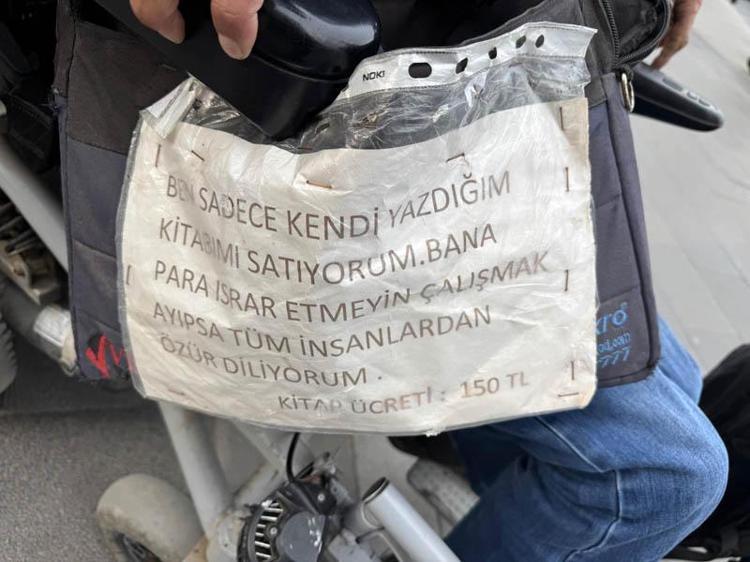 NOKI
BEN SADECE KENDİ YAZDIĞIM
KİTABIMI SATIYORUM.BANA
PARA ISRAR ETMEYİN ÇALIŞMAK
AYIPSA TÜM İNSANLARDAN
ÖZÜR DİLİYORUM.
KİTAP ÜCRETİ : 150 TL